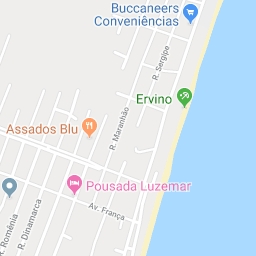 Buccaneers
Conveniências
R. Sergipe
Ervino
R. Maranhão
Assados Blu
Pousada Luzemar
Av. França
R. Dinamarca
R. Romênia